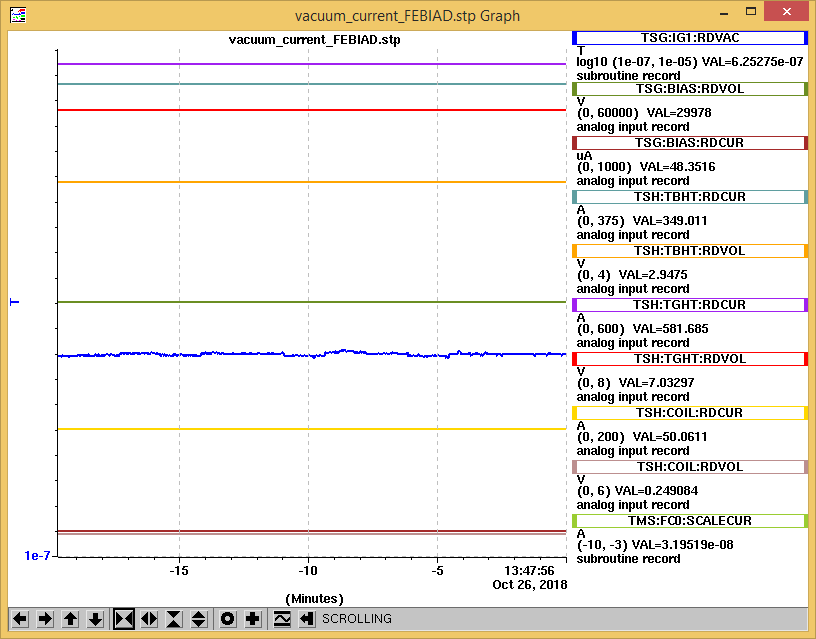 vacuum_current_FEBIAD.stp Graph
vacuum_current_FEBIAD.stp
T
1e-7
-15
-10
-5
13:47:56
Oct 26, 2018
(Minutes)
TSG:IG1:RDVAC
T
log10 (1e-07, 1e-05) VAL=6.25275e-07
subroutine record
TSG:BIAS:RDVOL
V
(0, 60000) VAL=29978
analog input record
TSG:BIAS:RDCUR
uA
(0, 1000) VAL=48.3516
analog input record
TSH:TBHT:RDCUR
A
(0, 375) VAL=349.011
analog input record
TSH:TBHT:RDVOL
V
(0, 4) VAL=2.9475
analog input record
TSH:TGHT:RDCUR
A
(0, 600) VAL=581.685
analog input record
TSH:TGHT:RDVOL
V
(0, 8) VAL=7.03297
analog input record
TSH:COIL:RDCUR
A
(0, 200) VAL=50.0611
analog input record
TSH:COIL:RDVOL
V
(0, 6) VAL=0.249084
analog input record
TMS:FC0:SCALECUR
A
(-10, -3) VAL=3.19519e-08
subroutine record
SCROLLING